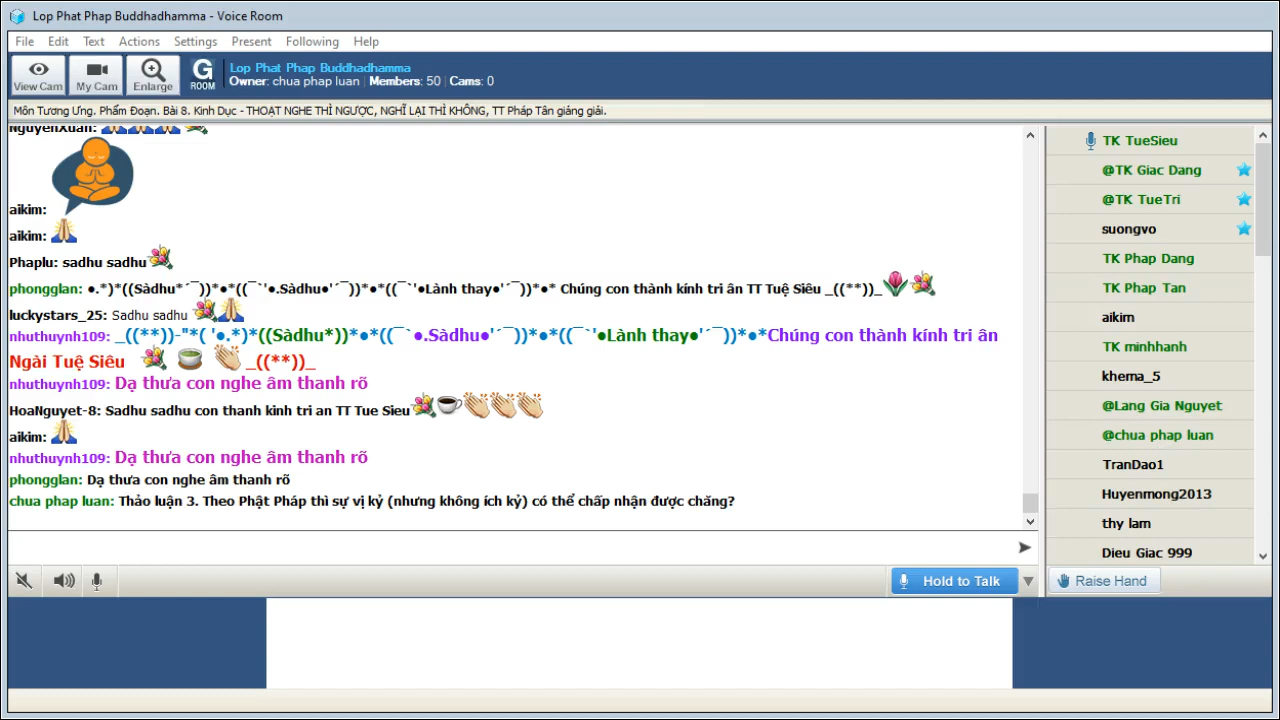 Lop Phat Phap Buddhadhamma - Voice Room
File Edit Text Actions Settings Present Following Help
View Cam My Cam Enlarge G ROOM
Lop Phat Phap Buddhadhamma
Owner: chua phap luan | Members: 50 | Cams: 0
Môn Tương Ưng. Phẩm Đoạn. Bài 8. Kinh Dục - THOẠT NGHE THÌ NGƯỢC, NGHĨ LẠI THÌ KHÔNG, TT Pháp Tân giảng giải.
NguyenXuan:
aikim:
aikim:
Phaplu: sadhu sadhu
phongglan: ●.*)*((Sàdhu*´¯))*●*((¯`'●.Sàdhu●'´¯))*●*((¯`'●Lành thay●'´¯))*●* Chúng con thành kính tri ân TT Tuệ Siêu _((**))_
luckystars_25: Sadhu sadhu
nhuthuynh109: _((**))-"*( '●.*)*((Sàdhu*))*●*((¯`●.Sàdhu●'´¯))*●*((¯`'●Lành thay●'´¯))*●*Chúng con thành kính tri ân
Ngài Tuệ Siêu _((**))_
nhuthuynh109: Dạ thưa con nghe âm thanh rõ
HoaNguyet-8: Sadhu sadhu con thanh kinh tri an TT Tue Sieu
aikim:
nhuthuynh109: Dạ thưa con nghe âm thanh rõ
phongglan: Dạ thưa con nghe âm thanh rõ
chua phap luan: Thảo luận 3. Theo Phật Pháp thì sự vị kỷ (nhưng không ích kỷ) có thể chấp nhận được chăng?
Hold to Talk
TK TueSieu
@TK Giac Dang
@TK TueTri
suongvo
TK Phap Dang
TK Phap Tan
aikim
TK minhhanh
khema_5
@Lang Gia Nguyet
@chua phap luan
TranDao1
Huyenmong2013
thy lam
Dieu Giac 999
Raise Hand